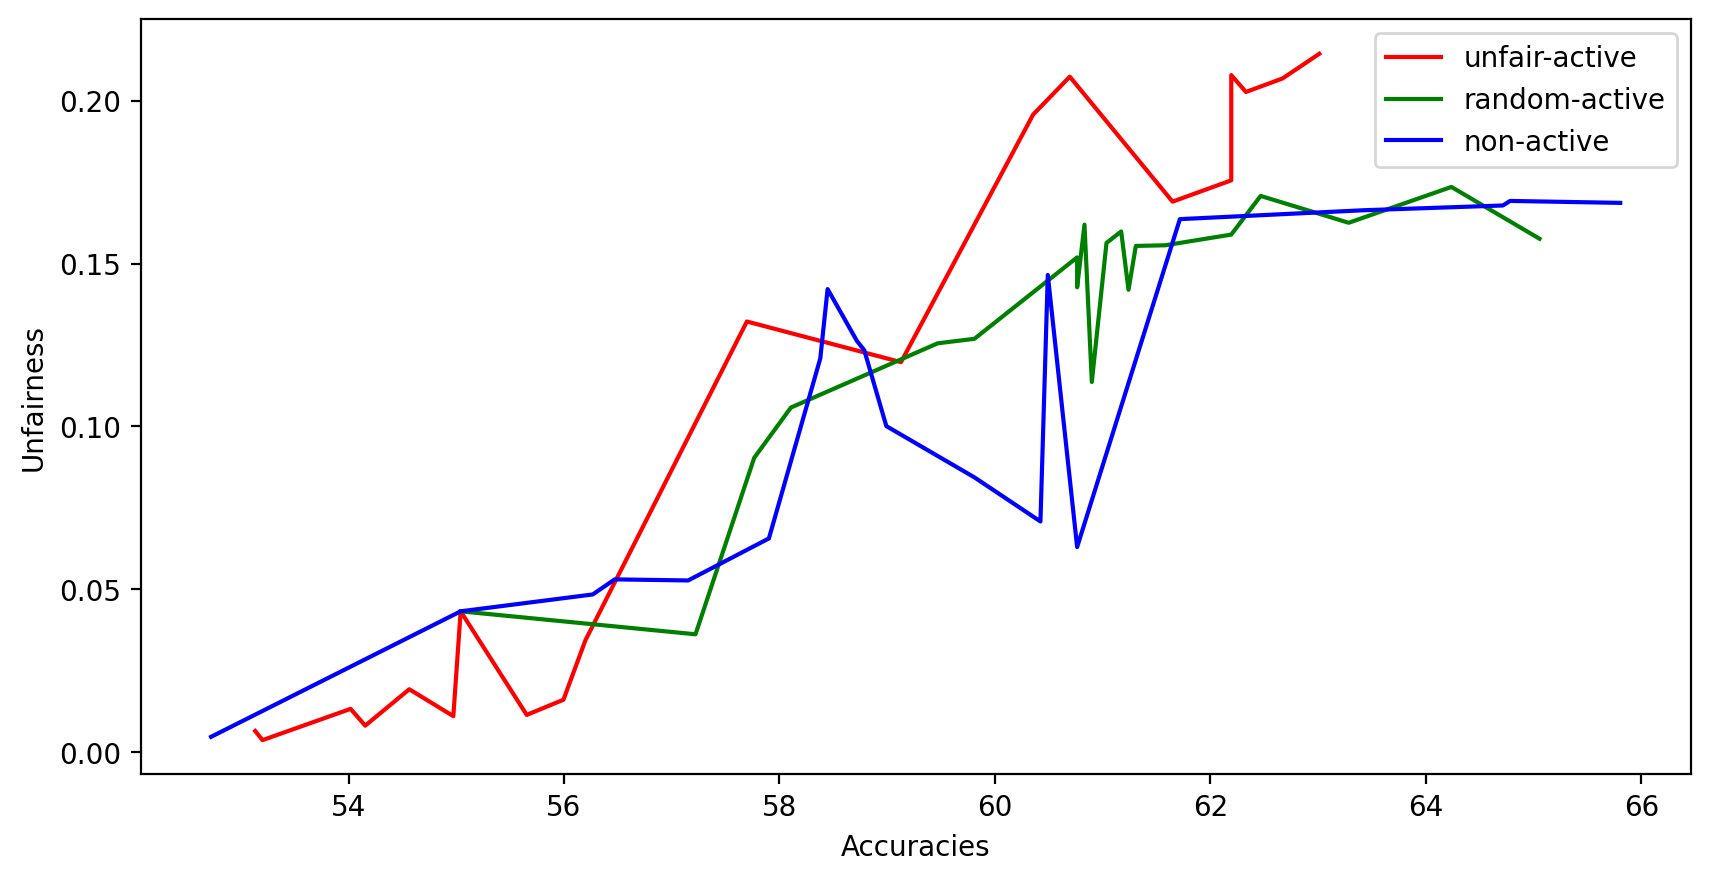 unfair-active
random-active
non-active
0.20
0.15
0.10
0.05
0.00
Unfairness
54 56 58 60 62 64 66
Accuracies